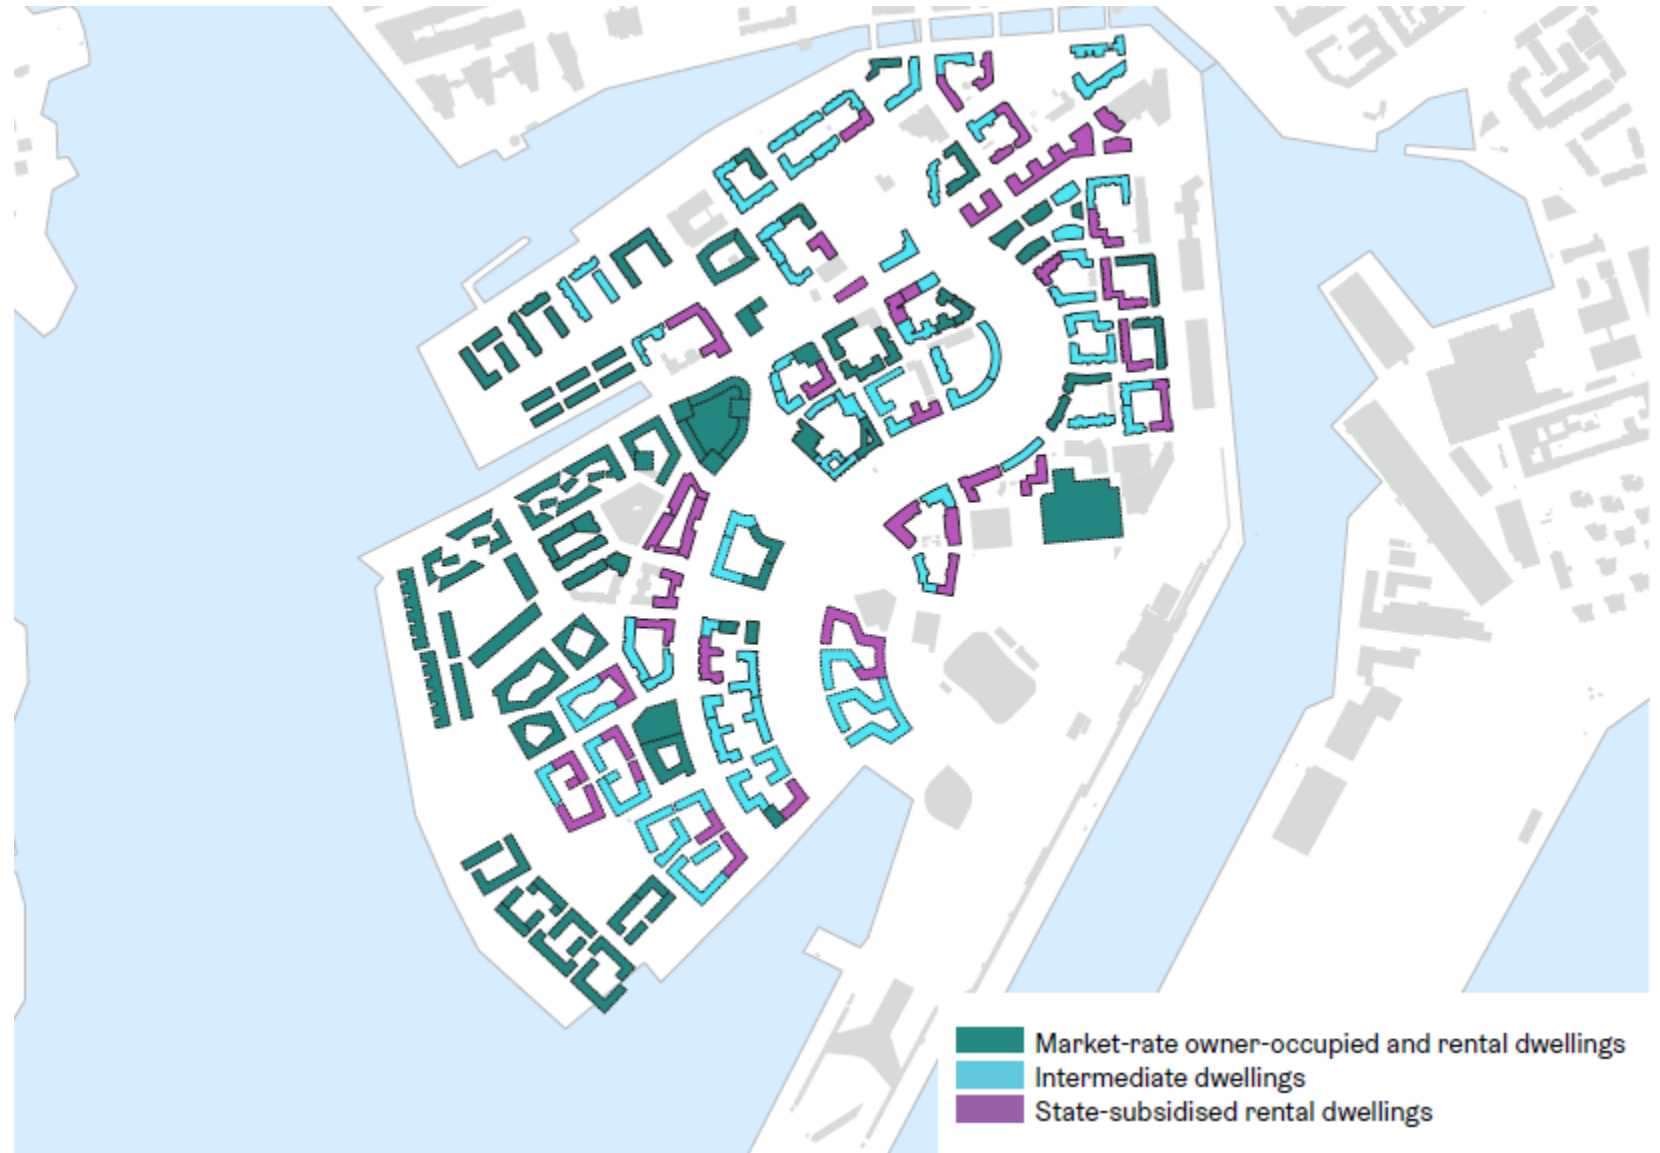 Market-rate owner-occupied and rental dwellings
Intermediate dwellings
State-subsidised rental dwellings